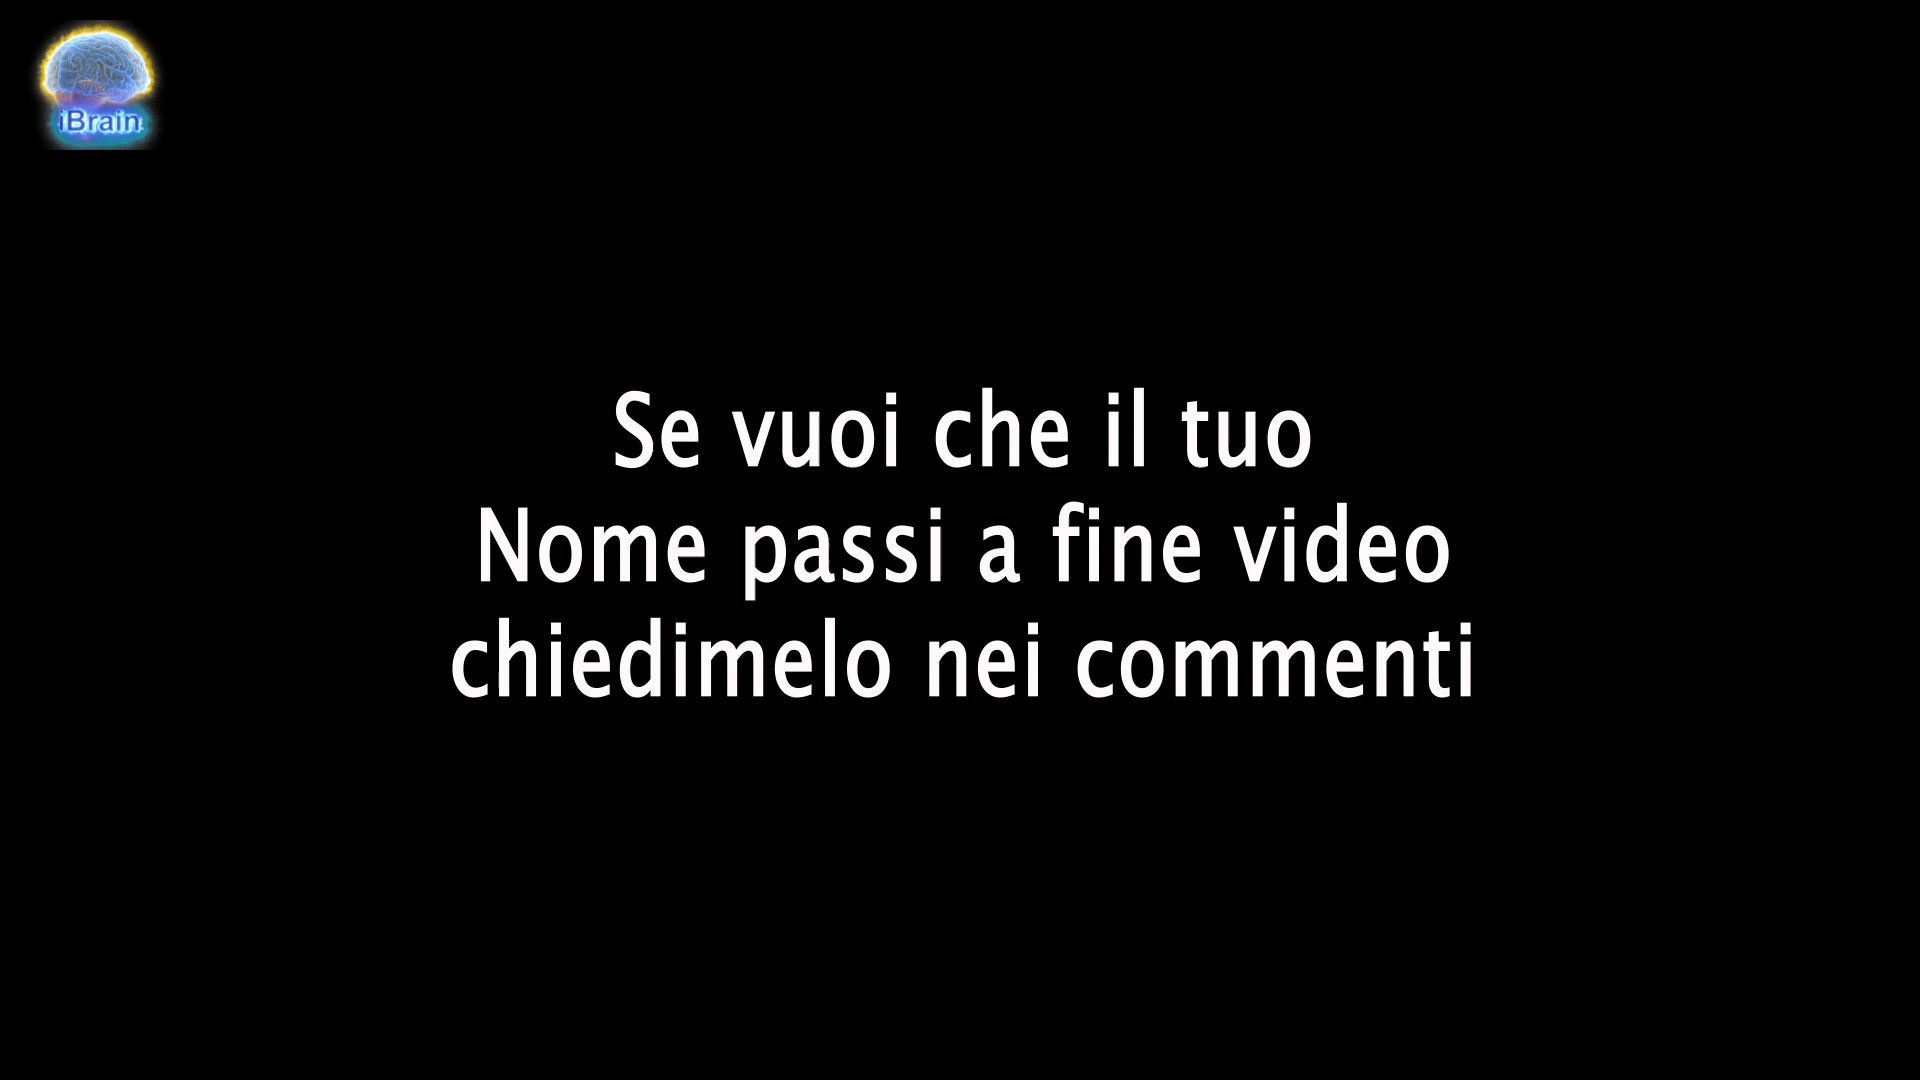 iBrain
Se vuoi che il tuo
Nome passi a fine video
chiedimelo nei commenti